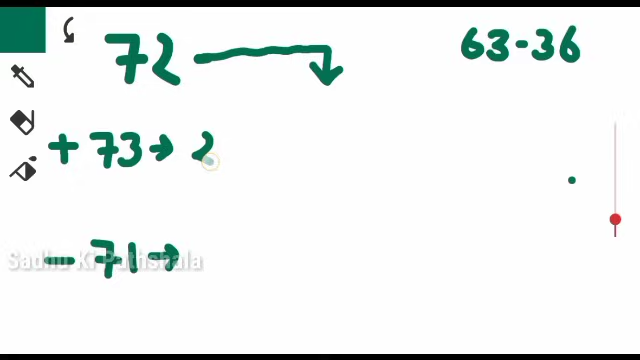 72 → 63-36
+ 73 → 2
- 71 →
Sadhu Ki Pathshala